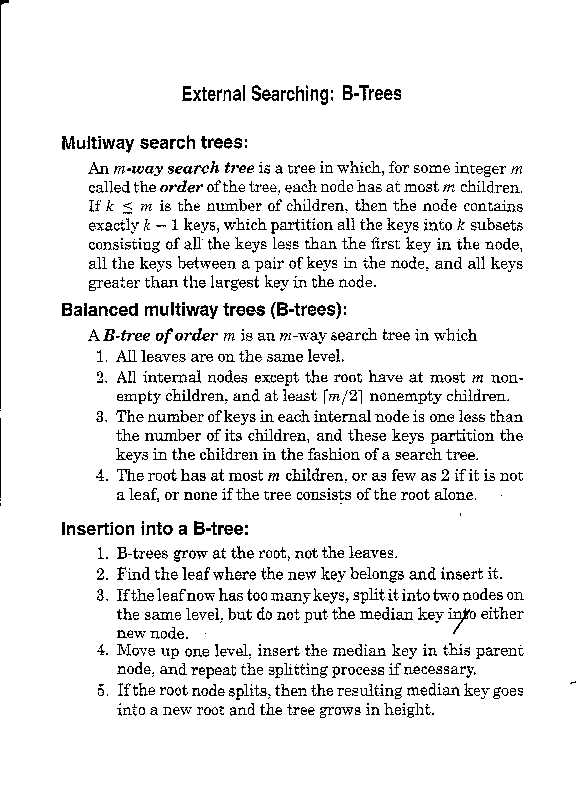 External Searching: B-Trees
Multiway search trees:
An m-way search tree is a tree in which, for some integer m
called the order of the tree, each node has at most m children.
If k ≤ m is the number of children, then the node contains
exactly k − 1 keys, which partition all the keys into k subsets
consisting of all the keys less than the first key in the node,
all the keys between a pair of keys in the node, and all keys
greater than the largest key in the node.
Balanced multiway trees (B-trees):
A B-tree of order m is an m-way search tree in which
1. All leaves are on the same level.
2. All internal nodes except the root have at most m non-
empty children, and at least ⌈m/2⌉ nonempty children.
3. The number of keys in each internal node is one less than
the number of its children, and these keys partition the
keys in the children in the fashion of a search tree.
4. The root has at most m children, or as few as 2 if it is not
a leaf, or none if the tree consists of the root alone.
Insertion into a B-tree:
1. B-trees grow at the root, not the leaves.
2. Find the leaf where the new key belongs and insert it.
3. If the leaf now has too many keys, split it into two nodes on
the same level, but do not put the median key into either
new node.
4. Move up one level, insert the median key in this parent
node, and repeat the splitting process if necessary.
5. If the root node splits, then the resulting median key goes
into a new root and the tree grows in height.